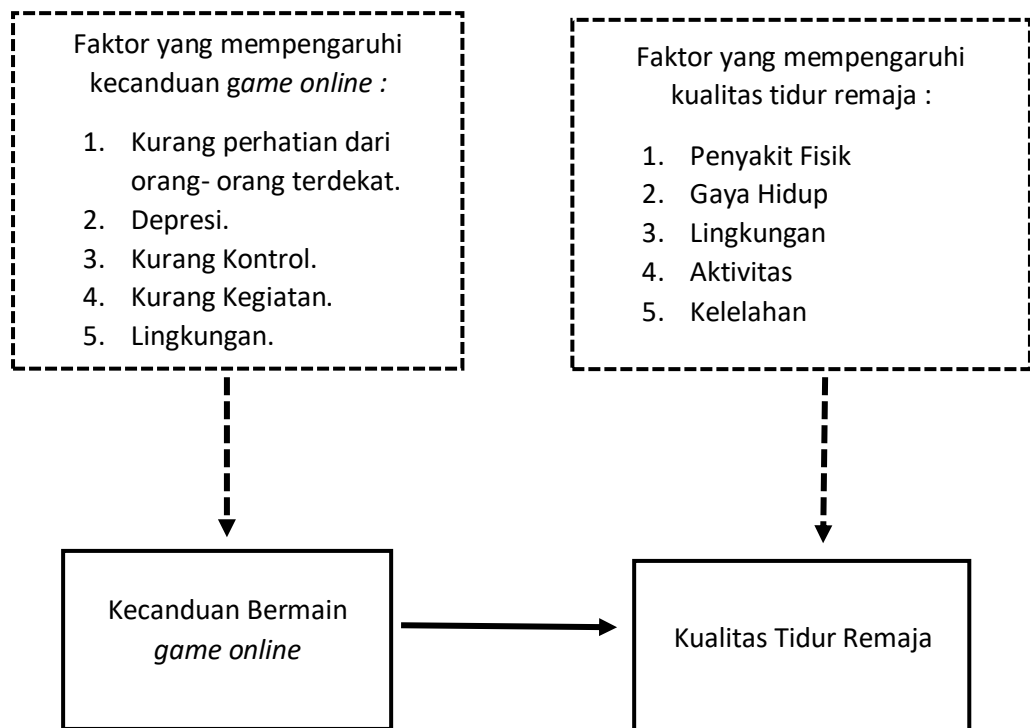 Faktor yang mempengaruhi
kecanduan game online :
1. Kurang perhatian dari
orang- orang terdekat.
2. Depresi.
3. Kurang Kontrol.
4. Kurang Kegiatan.
5. Lingkungan.
Faktor yang mempengaruhi
kualitas tidur remaja :
1. Penyakit Fisik
2. Gaya Hidup
3. Lingkungan
4. Aktivitas
5. Kelelahan
Kecanduan Bermain
game online
Kualitas Tidur Remaja